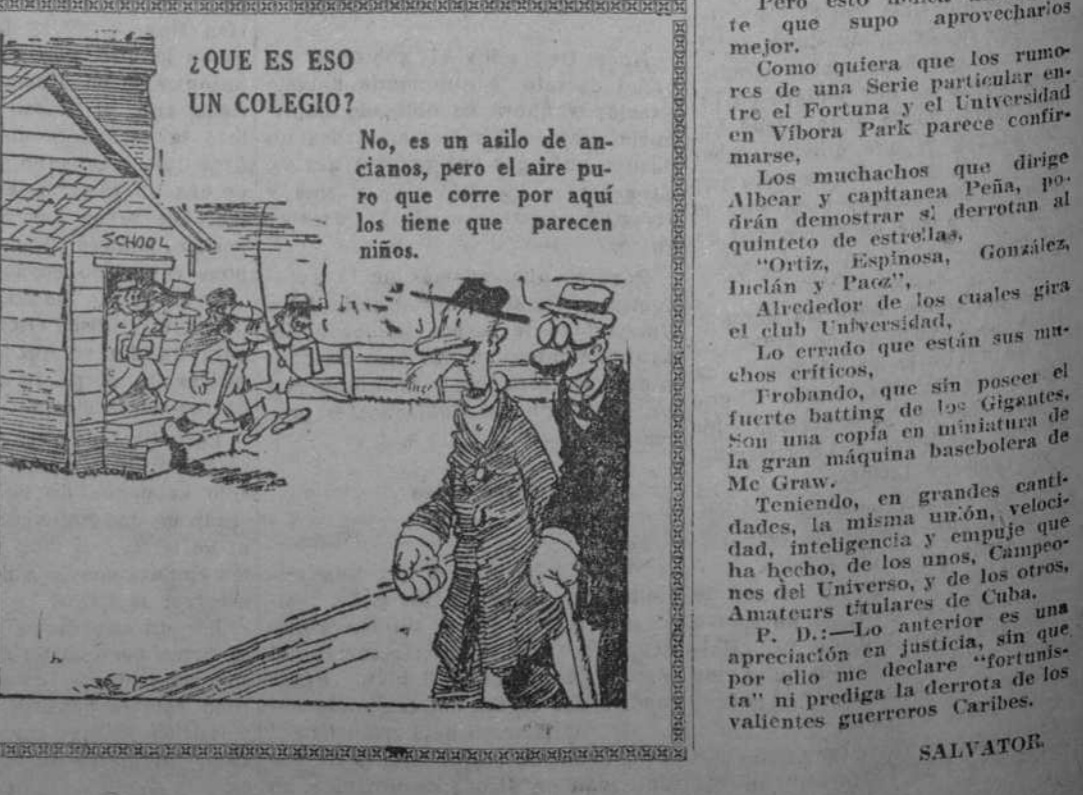 ¿QUE ES ESO
UN COLEGIO?
No, es un asilo de an-
cianos, pero el aire pu-
ro que corre por aquí
los tiene que parecen
niños.
SCHOOL
Pero esto
te que supo aprovecharlos
mejor.
Como quiera que los rumo-
res de una Serie particular en-
tre el Fortuna y el Universidad
en Víbora Park parece confir-
marse,
Los muchachos que dirige
Albear y capitanea Peña, po-
drán demostrar si derrotan al
quinteto de estrellas,
"Ortiz, Espinosa, González,
Inclán y Paez",
Alrededor de los cuales gira
el club Universidad,
Lo errado que están sus mu-
chos críticos,
Probando, que sin poseer el
fuerte batting de los Gigantes,
Son una copia en miniatura de
la gran máquina basebolera de
Mc Graw.
Teniendo, en grandes canti-
dades, la misma unión, veloci-
dad, inteligencia y empuje que
ha hecho, de los unos, Campeo-
nes del Universo, y de los otros,
Amateurs titulares de Cuba.
P. D.:—Lo anterior es una
apreciación en justicia, sin que
por ello me declare "fortunis-
ta" ni prediga la derrota de los
valientes guerreros Caribes.
SALVATOR.